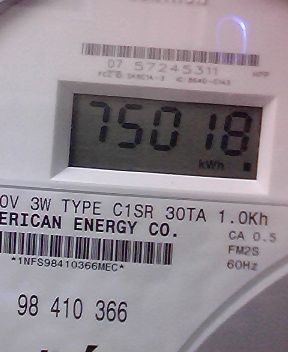 07 57245311
75018
kWh
0V 3W TYPE C1SR 30TA 1.0Kh
ERICAN ENERGY CO.
CA 0.5
FM2S
*1NFS98410366MEC*
60Hz
98 410 366